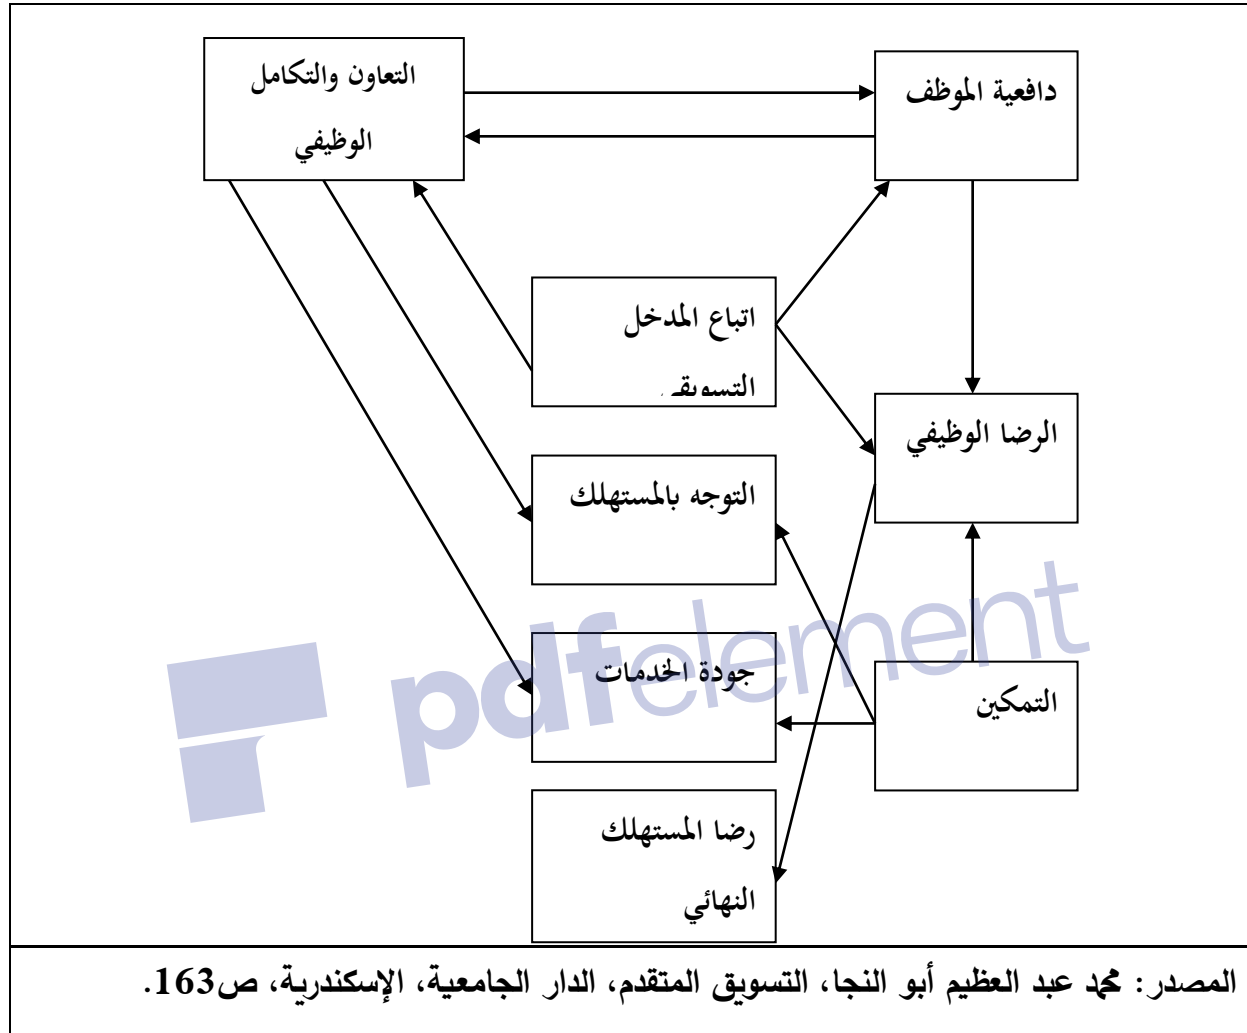 التعاون والتكامل
الوظيفي
دافعية الموظف
اتباع المدخل
التسويقي
الرضا الوظيفي
التوجه بالمستهلك
جودة الخدمات
التمكين
رضا المستهلك
النهائي
pdfelement
المصدر: محمد عبد العظيم أبو النجا، التسويق المتقدم، الدار الجامعية، الإسكندرية، ص163.